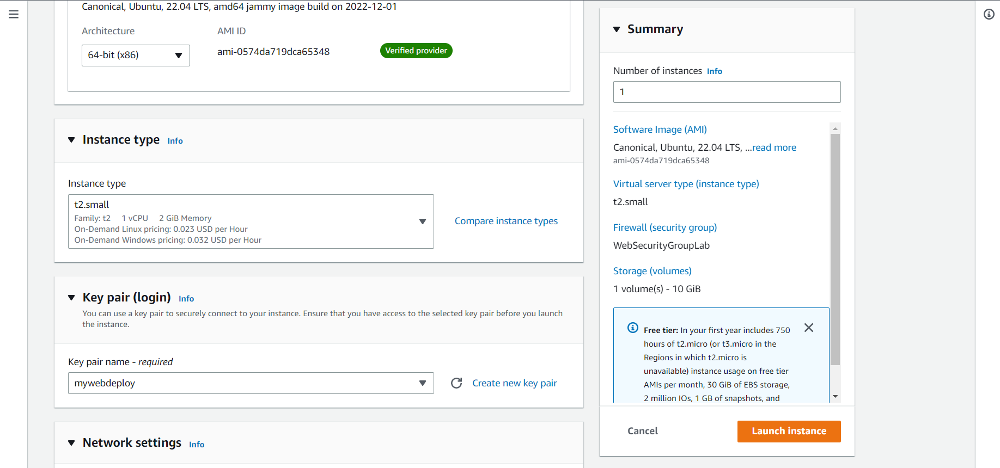 Canonical, Ubuntu, 22.04 LTS, amd64 jammy image build on 2022-12-01
Architecture
AMI ID
64-bit (x86)
ami-0574da719dca65348
Verified provider
Instance type Info
Instance type
t2.small
Family: t2 1 vCPU 2 GiB Memory
On-Demand Linux pricing: 0.023 USD per Hour
On-Demand Windows pricing: 0.032 USD per Hour
Compare instance types
Key pair (login) Info
You can use a key pair to securely connect to your instance. Ensure that you have access to the selected key pair before you launch
the instance.
Key pair name - required
mywebdeploy
Create new key pair
Network settings Info
Summary
Number of instances Info
1
Software Image (AMI)
Canonical, Ubuntu, 22.04 LTS, ...read more
ami-0574da719dca65348
Virtual server type (instance type)
t2.small
Firewall (security group)
WebSecurityGroupLab
Storage (volumes)
1 volume(s) - 10 GiB
Free tier: In your first year includes 750
hours of t2.micro (or t3.micro in the
Regions in which t2.micro is
unavailable) instance usage on free tier
AMIs per month, 30 GiB of EBS storage,
2 million IOs, 1 GB of snapshots, and
Cancel
Launch instance